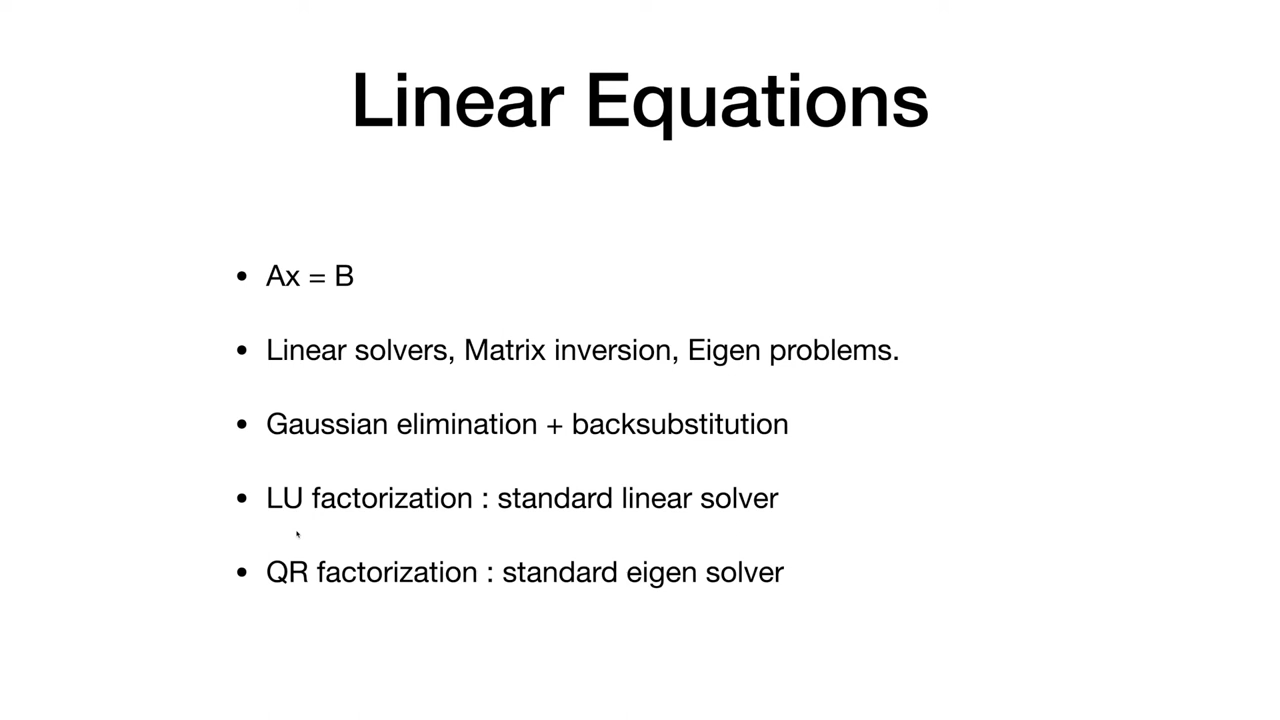 Linear Equations
• Ax = B
• Linear solvers, Matrix inversion, Eigen problems.
• Gaussian elimination + backsubstitution
• LU factorization : standard linear solver
• QR factorization : standard eigen solver